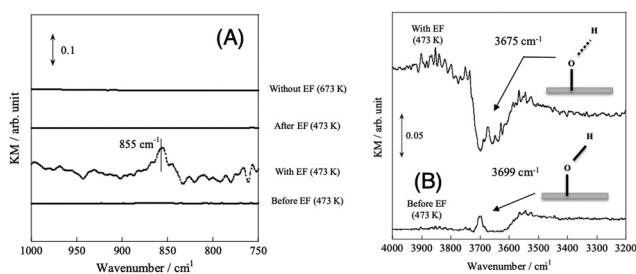 (A)
0.1
KM / arb. unit
Without EF (673 K)
After EF (473 K)
855 cm-1
With EF (473 K)
Before EF (473 K)
1000 950 900 850 800 750
Wavenumber / cm-1
With EF
(473 K)
3675 cm-1
H
O
KM / arb. unit
0.05
H
(B)
3699 cm-1
O
Before EF
(473 K)
4000 3900 3800 3700 3600 3500 3400 3300 3200
Wavenumber / cm-1